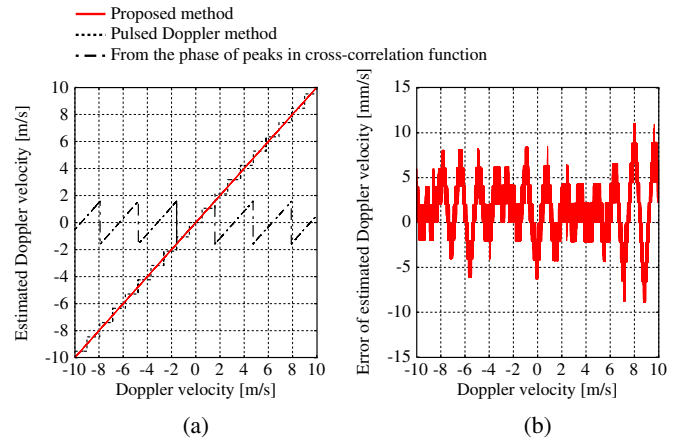 Proposed method
Pulsed Doppler method
From the phase of peaks in cross-correlation function
10
8
6
4
2
0
-2
-4
-6
-8
-10
Estimated Doppler velocity [m/s]
-10 -8 -6 -4 -2 0 2 4 6 8 10
Doppler velocity [m/s]
(a)
15
10
5
0
-5
-10
-15
Error of estimated Doppler velocity [mm/s]
-10 -8 -6 -4 -2 0 2 4 6 8 10
Doppler velocity [m/s]
(b)